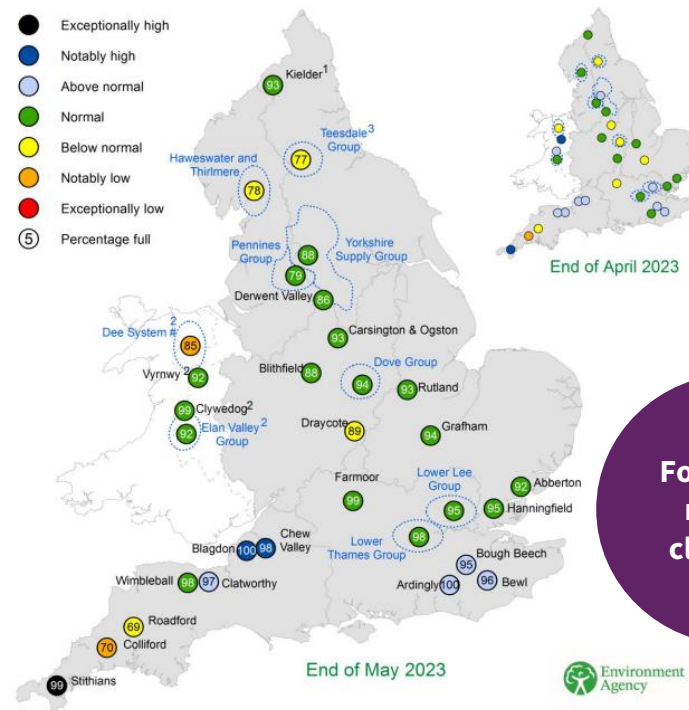 Exceptionally high
Notably high
Above normal
Normal
Below normal
Notably low
Exceptionally low
5 Percentage full
Kielder1
93
Teesdale3
Group
77
Haweswater and
Thirlmere
78
Pennines
Group
Yorkshire
Supply Group
88
79
Derwent Valley
86
Carsington & Ogston
93
2
Dee System #
85
Vyrnwy 2
92
Blithfield
88
Dove Group
94
93
Rutland
Clywedog2
99
Elan Valley2
Group
92
Draycote
89
Grafham
94
Farmoor
99
Lower Lee
Group
95
Abberton
92
Hanningfield
95
Lower
Thames Group
98
Bough Beech
95
Ardingly
100
96
Bewl
Blagdon
100
98
Chew
Valley
Wimbleball
98
97
Clatworthy
Roadford
69
70
Colliford
Stithians
99
End of May 2023
End of April 2023
Environment
Agency